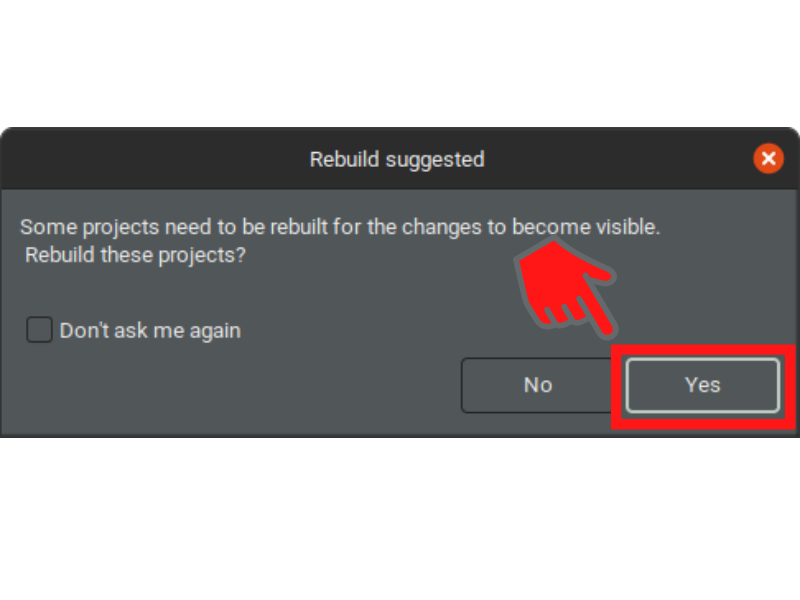 Rebuild suggested
Some projects need to be rebuilt for the changes to become visible.
Rebuild these projects?
Don't ask me again
No
Yes